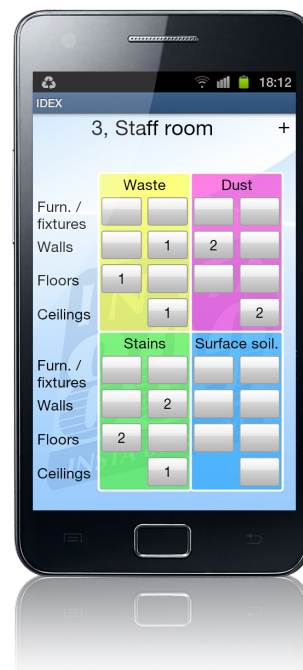 18:12
IDEX
3, Staff room +
Waste Dust
Furn. /
fixtures
Walls 1 2
Floors 1
Ceilings 1 2
Stains Surface soil.
Furn. /
fixtures
Walls 2
Floors 2
Ceilings 1